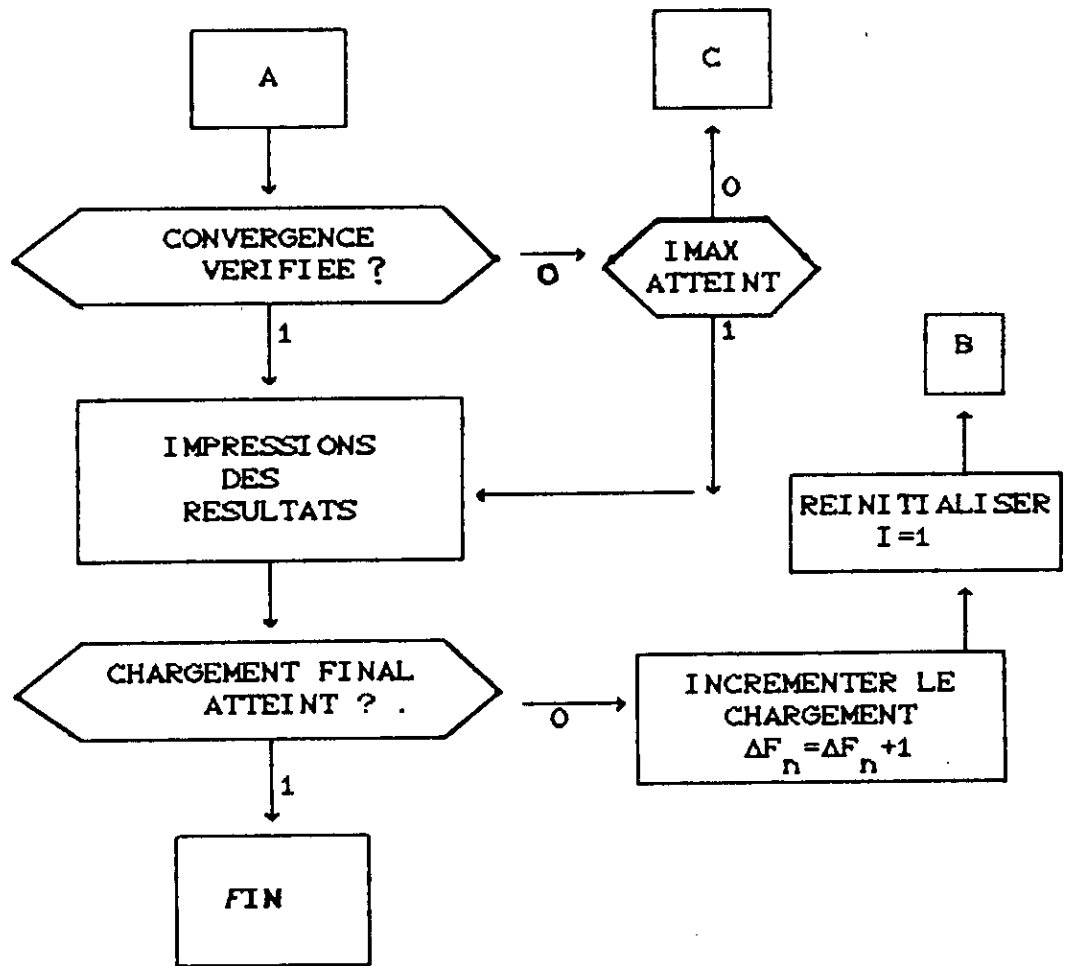 A
C
0
CONVERGENCE
VERIFIEE ?
0
IMAX
ATTEINT
1
1
B
IMPRESSIONS
DES
RESULTATS
REINITIALISER
I=1
CHARGEMENT FINAL
ATTEINT ? .
0
INCREMENTER LE
CHARGEMENT
ΔFn=ΔFn+1
1
FIN